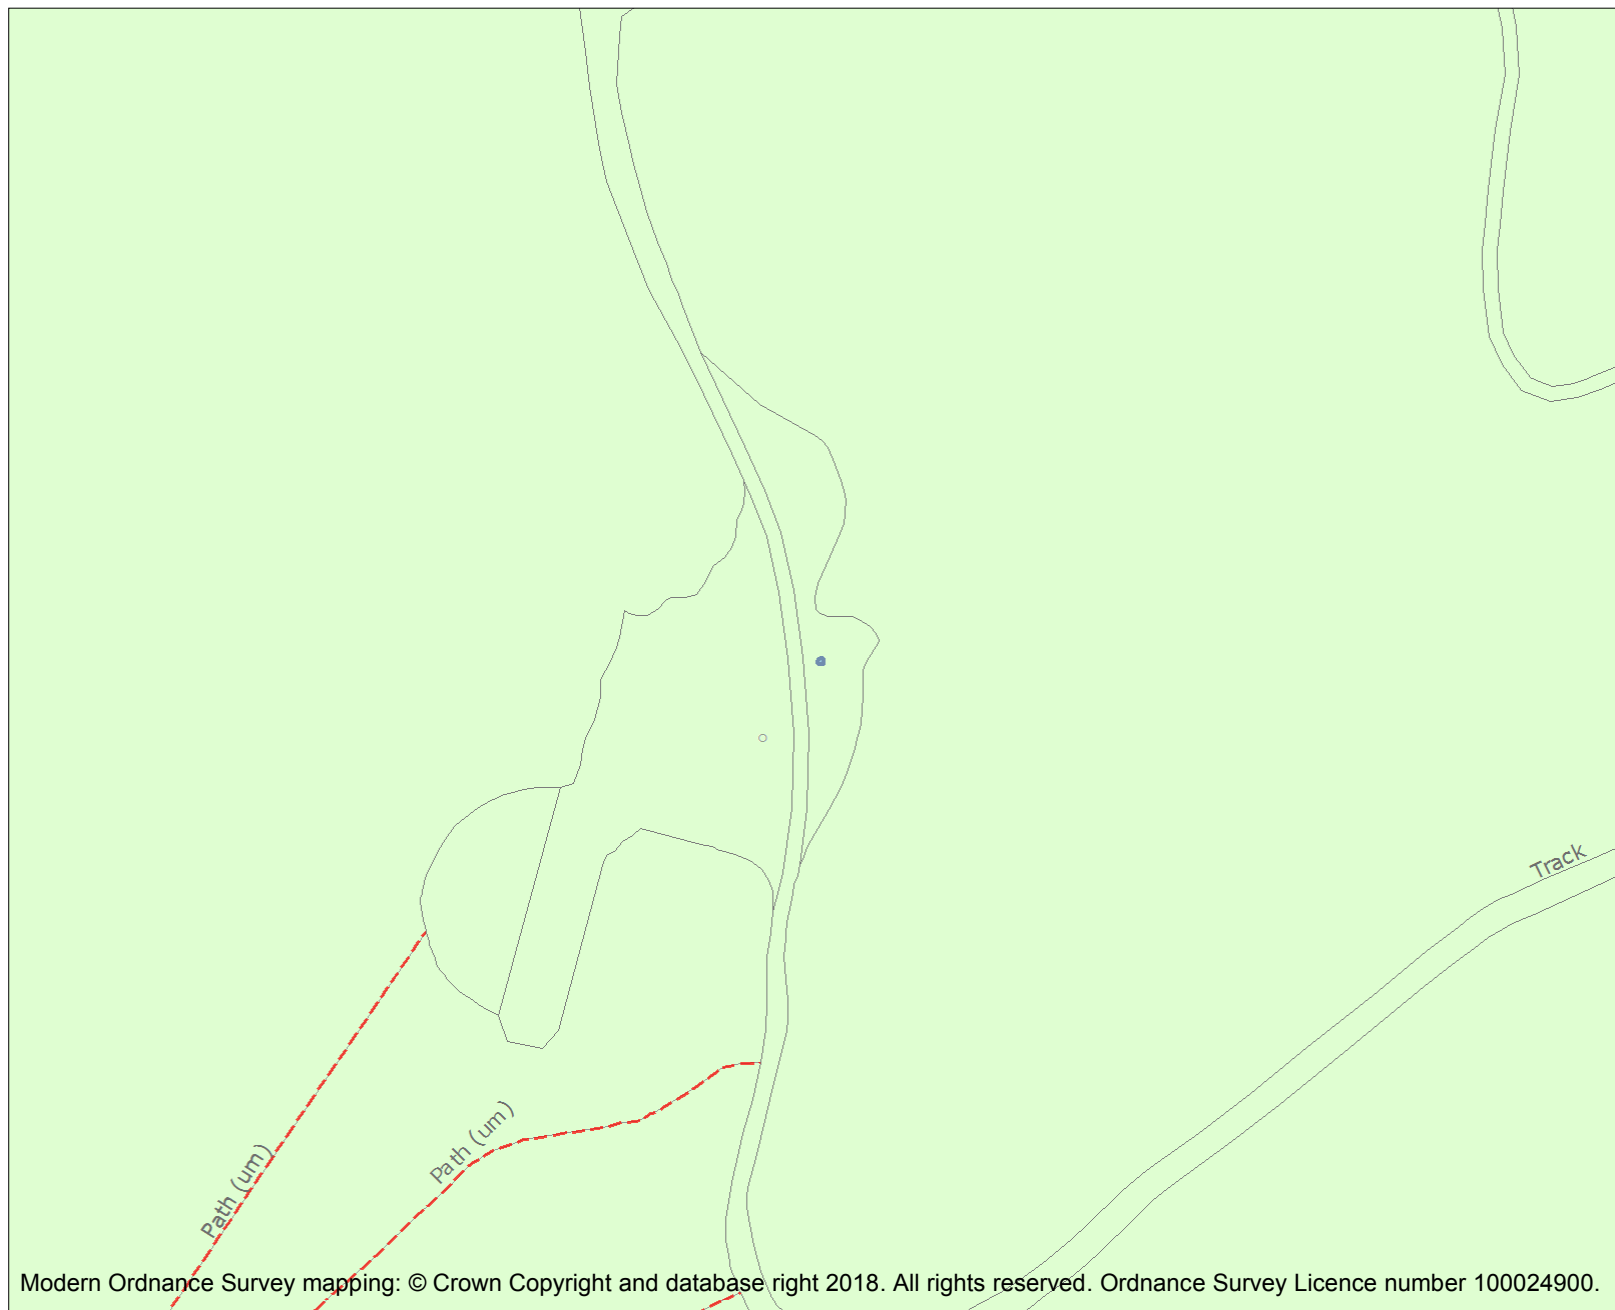 Track
Path (um)
Path (um)
Modern Ordnance Survey mapping: © Crown Copyright and database right 2018. All rights reserved. Ordnance Survey Licence number 100024900.